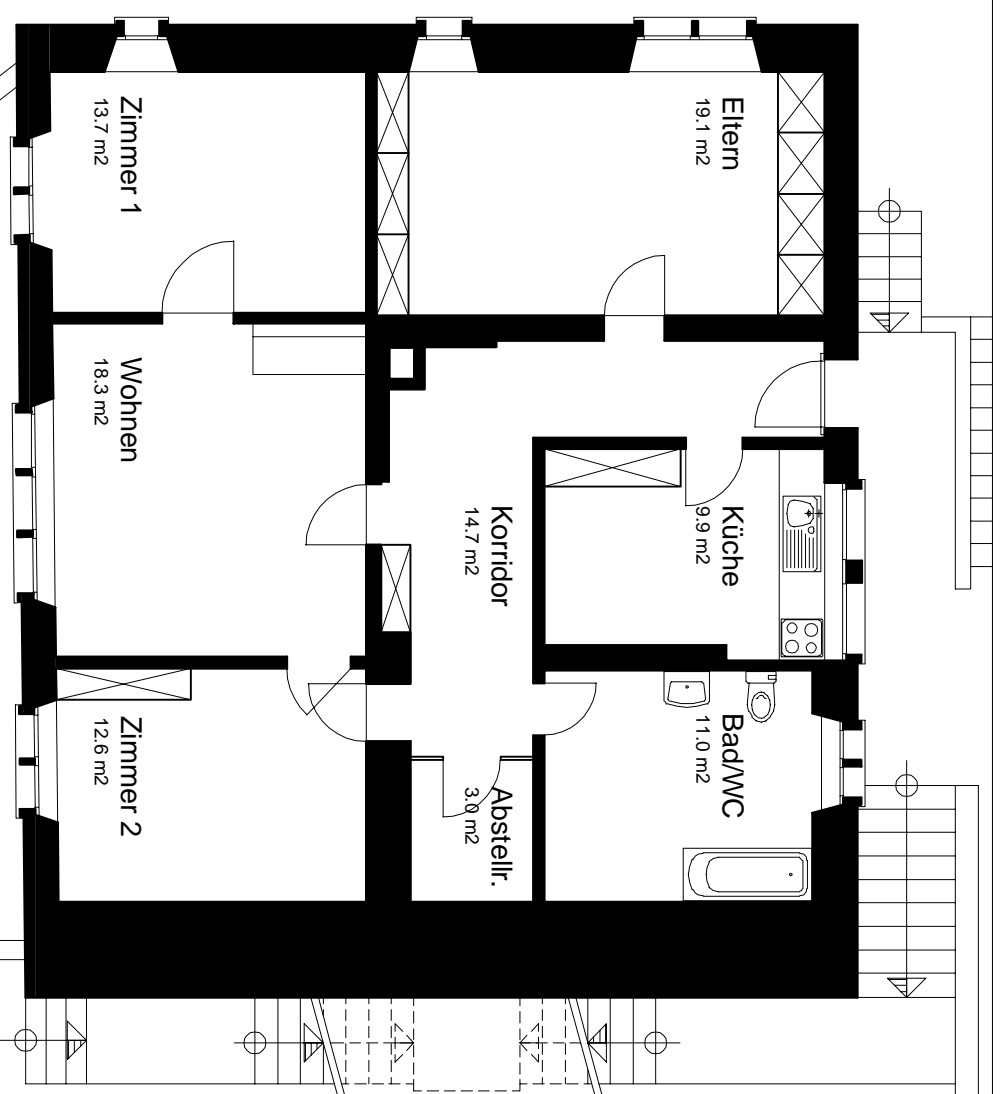 Eltern
19.1 m2
Zimmer 1
13.7 m2
Wohnen
18.3 m2
Küche
9.9 m2
Korridor
14.7 m2
Bad/WC
11.0 m2
Abstellr.
3.0 m2
Zimmer 2
12.6 m2